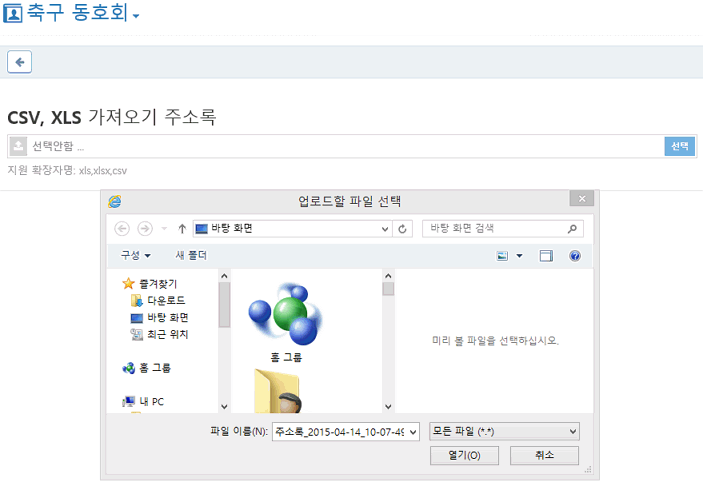 축구 동호회
CSV, XLS 가져오기 주소록
선택안함 ...
선택
지원 확장자명: xls,xlsx,csv
업로드할 파일 선택
바탕 화면
바탕 화면 검색
구성
새 폴더
즐겨찾기
다운로드
바탕 화면
최근 위치
홈 그룹
내 PC
홈 그룹
미리 볼 파일을 선택하십시오.
파일 이름(N):
주소록_2015-04-14_10-07-49
모든 파일 (*.*)
열기(O)
취소